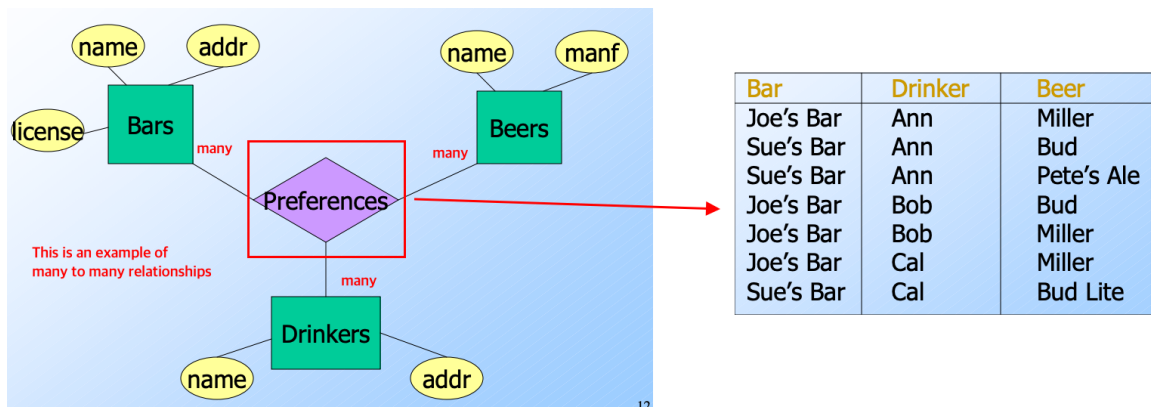 name
addr
license
Bars
many
name
manf
Beers
many
Preferences
This is an example of
many to many relationships
many
Drinkers
name
addr
12
Bar Drinker Beer
Joe's Bar Ann Miller
Sue's Bar Ann Bud
Sue's Bar Ann Pete's Ale
Joe's Bar Bob Bud
Joe's Bar Bob Miller
Joe's Bar Cal Miller
Sue's Bar Cal Bud Lite